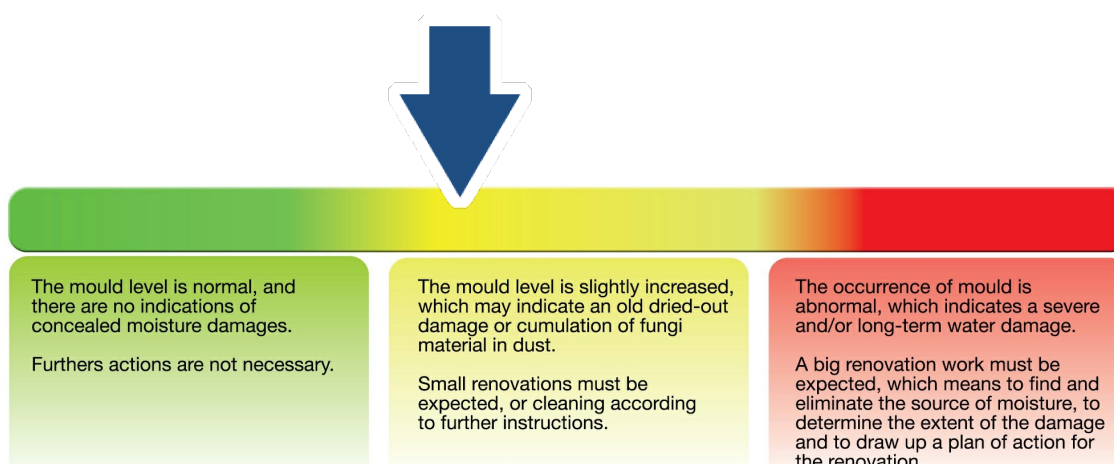 The mould level is normal, and
there are no indications of
concealed moisture damages.
Furthers actions are not necessary.
The mould level is slightly increased,
which may indicate an old dried-out
damage or cumulation of fungi
material in dust.
Small renovations must be
expected, or cleaning according
to further instructions.
The occurrence of mould is
abnormal, which indicates a severe
and/or long-term water damage.
A big renovation work must be
expected, which means to find and
eliminate the source of moisture, to
determine the extent of the damage
and to draw up a plan of action for
the renovation